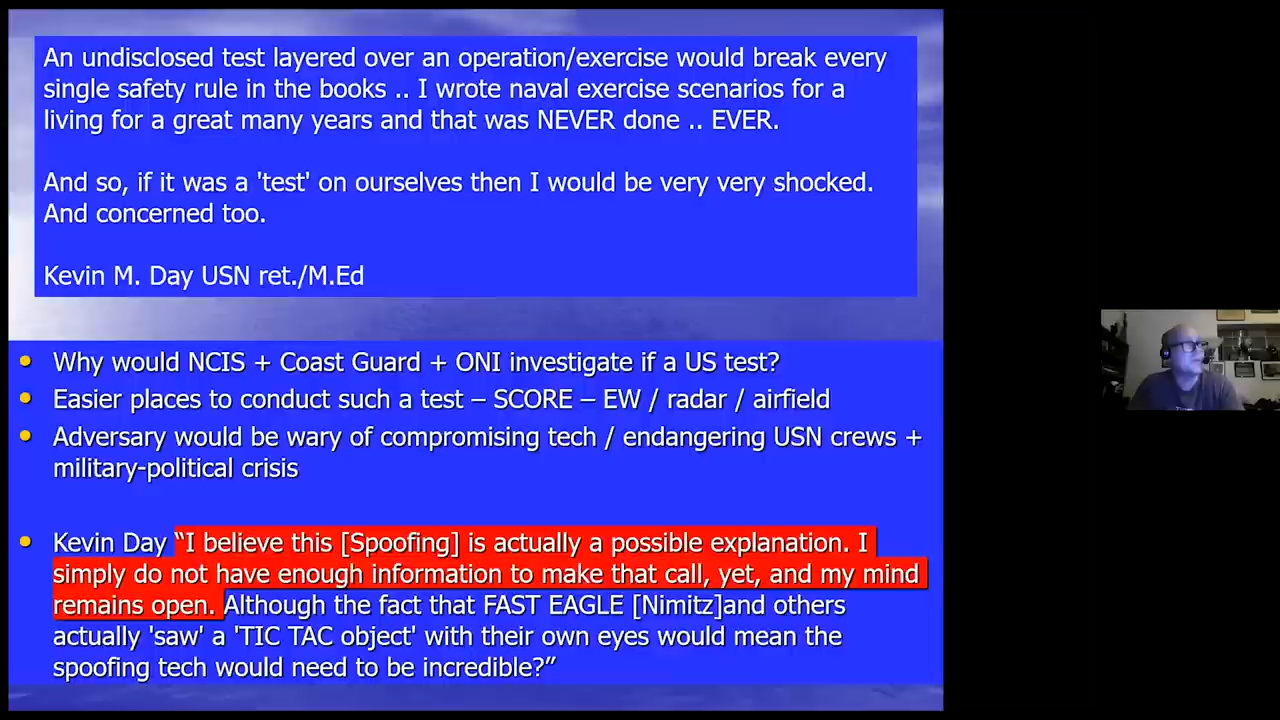 An undisclosed test layered over an operation/exercise would break every
single safety rule in the books .. I wrote naval exercise scenarios for a
living for a great many years and that was NEVER done .. EVER.
And so, if it was a 'test' on ourselves then I would be very very shocked.
And concerned too.
Kevin M. Day USN ret./M.Ed
• Why would NCIS + Coast Guard + ONI investigate if a US test?
• Easier places to conduct such a test – SCORE – EW / radar / airfield
• Adversary would be wary of compromising tech / endangering USN crews +
military-political crisis
• Kevin Day “I believe this [Spoofing] is actually a possible explanation. I
simply do not have enough information to make that call, yet, and my mind
remains open. Although the fact that FAST EAGLE [Nimitz]and others
actually 'saw' a 'TIC TAC object' with their own eyes would mean the
spoofing tech would need to be incredible?”